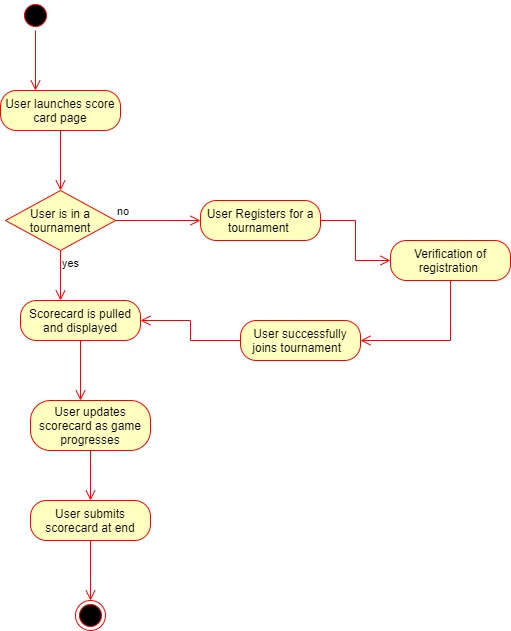 User launches score
card page
User is in a
tournament
no
User Registers for a
tournament
Verification of
registration
yes
Scorecard is pulled
and displayed
User successfully
joins tournament
User updates
scorecard as game
progresses
User submits
scorecard at end